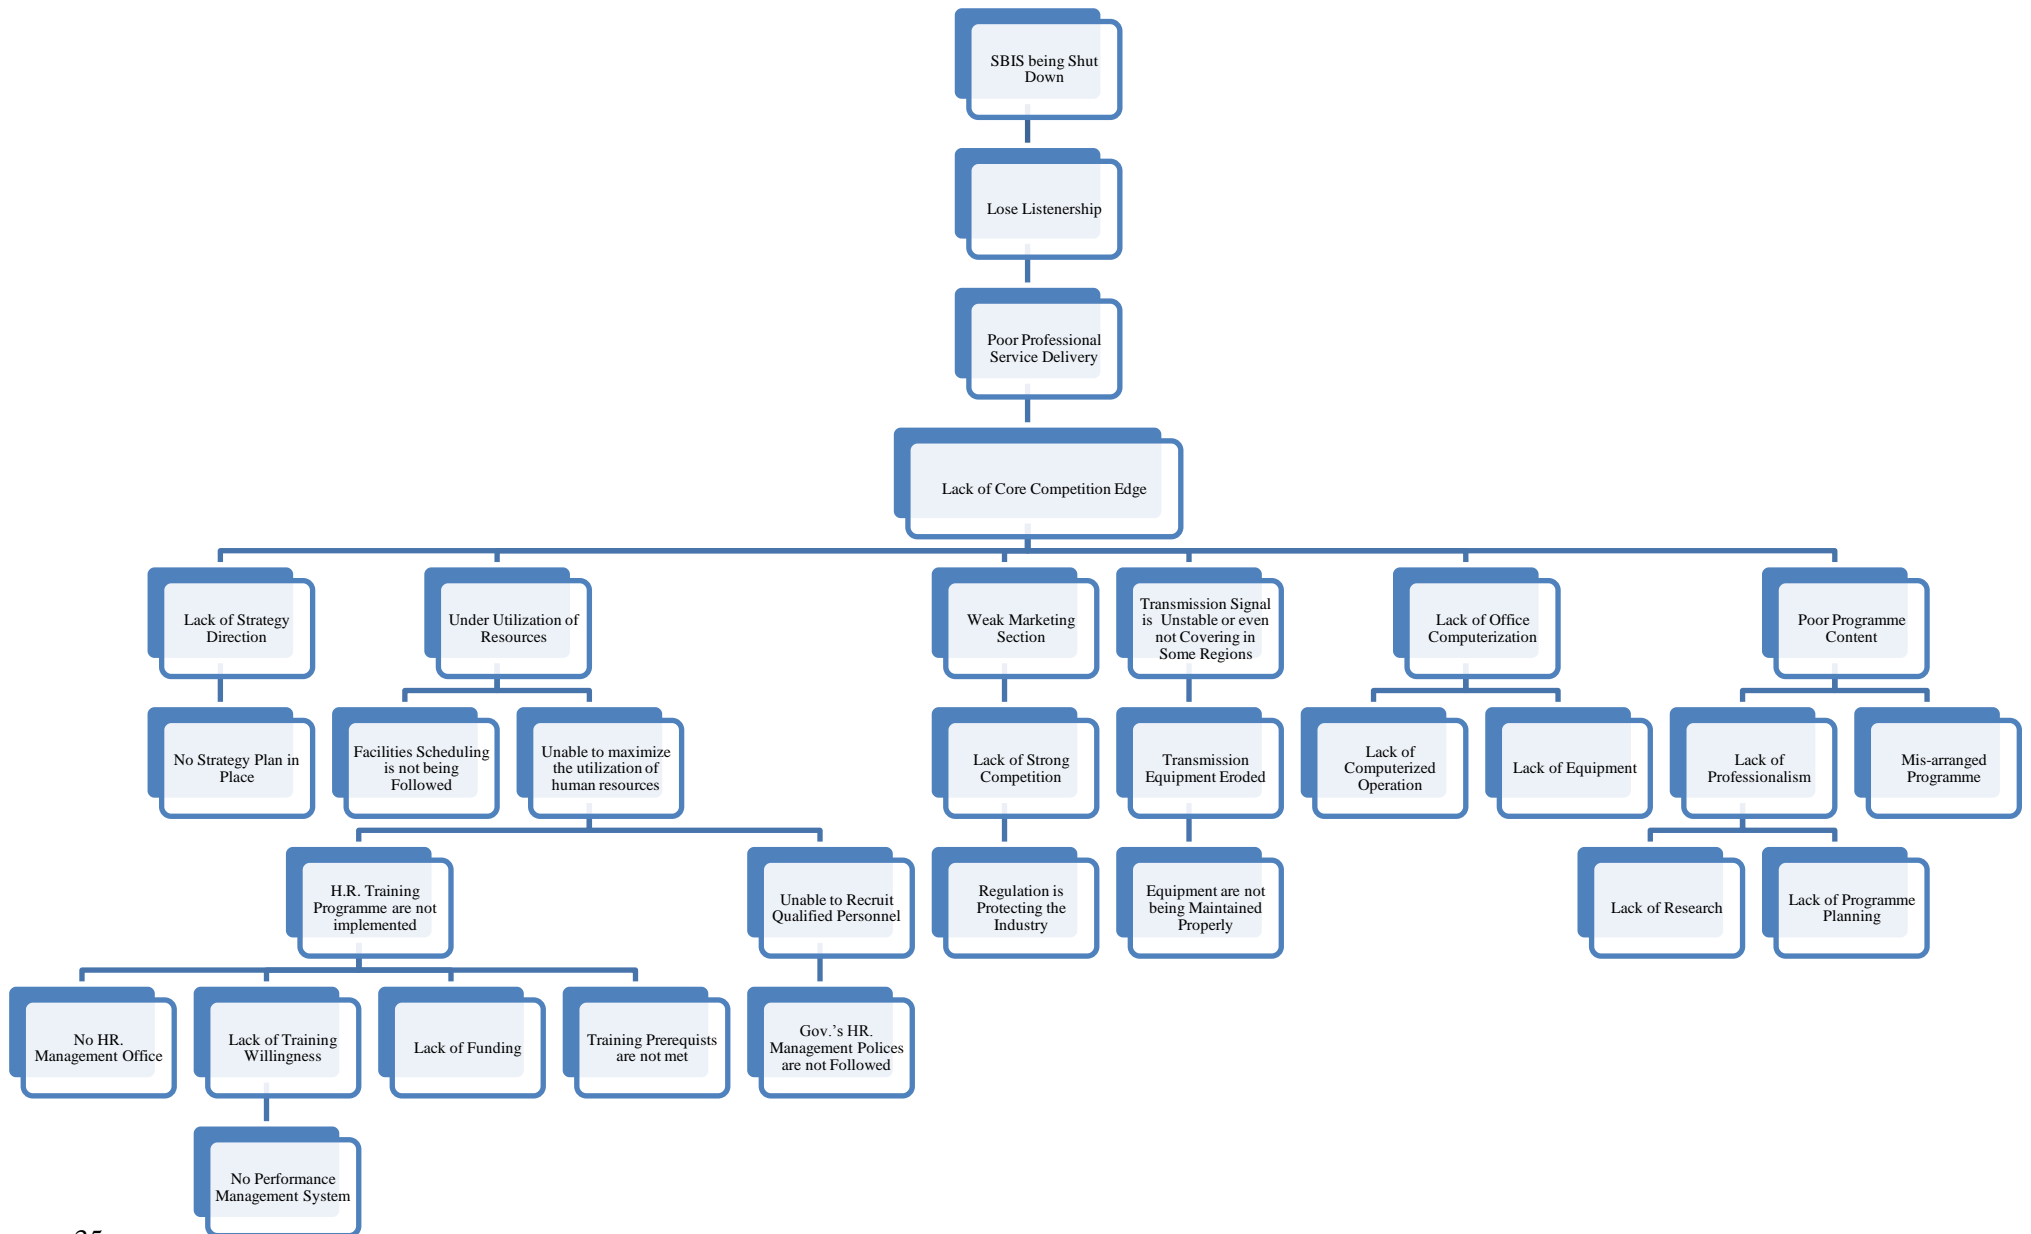 SBIS being Shut
Down
Lose Listenership
Poor Professional
Service Delivery
Lack of Core Competition Edge
Lack of Strategy
Direction
Under Utilization of
Resources
Weak Marketing
Section
Transmission Signal
is Unstable or even
not Covering in
Some Regions
Lack of Office
Computerization
Poor Programme
Content
No Strategy Plan in
Place
Facilities Scheduling
is not being
Followed
Unable to maximize
the utilization of
human resources
Lack of Strong
Competition
Transmission
Equipment Eroded
Lack of
Computerized
Operation
Lack of Equipment
Lack of
Professionalism
Mis-arranged
Programme
H.R. Training
Programme are not
implemented
Unable to Recruit
Qualified Personnel
Regulation is
Protecting the
Industry
Equipment are not
being Maintained
Properly
Lack of Research
Lack of Programme
Planning
No HR.
Management Office
Lack of Training
Willingness
Lack of Funding
Training Prerequists
are not met
Gov.'s HR.
Management Polices
are not Followed
No Performance
Management System